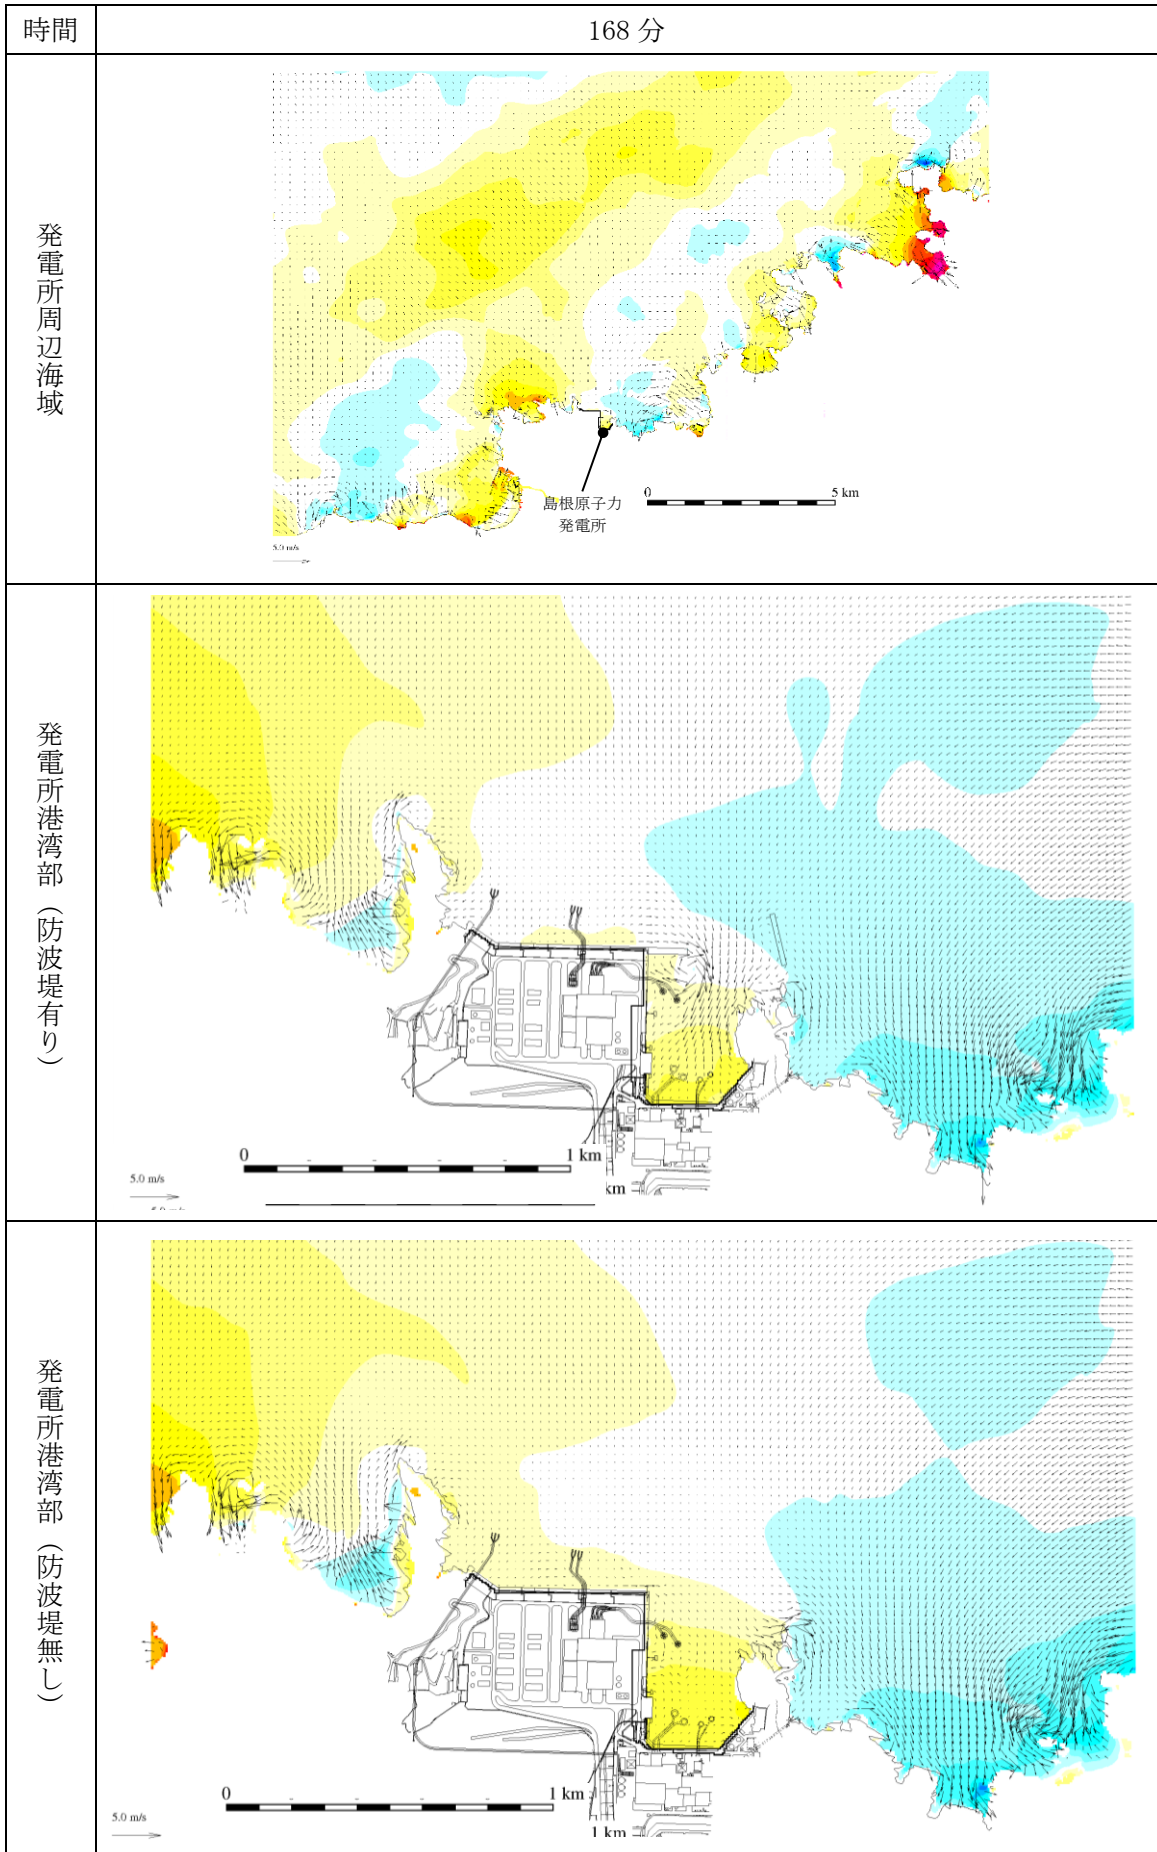 時間
168 分
発電所周辺海域
島根原子力
発電所
0
5 km
5.0 m/s
発電所港湾部（防波堤有り）
0
1 km
km
5.0 m/s
発電所港湾部（防波堤無し）
0
1 km
1 km
5.0 m/s